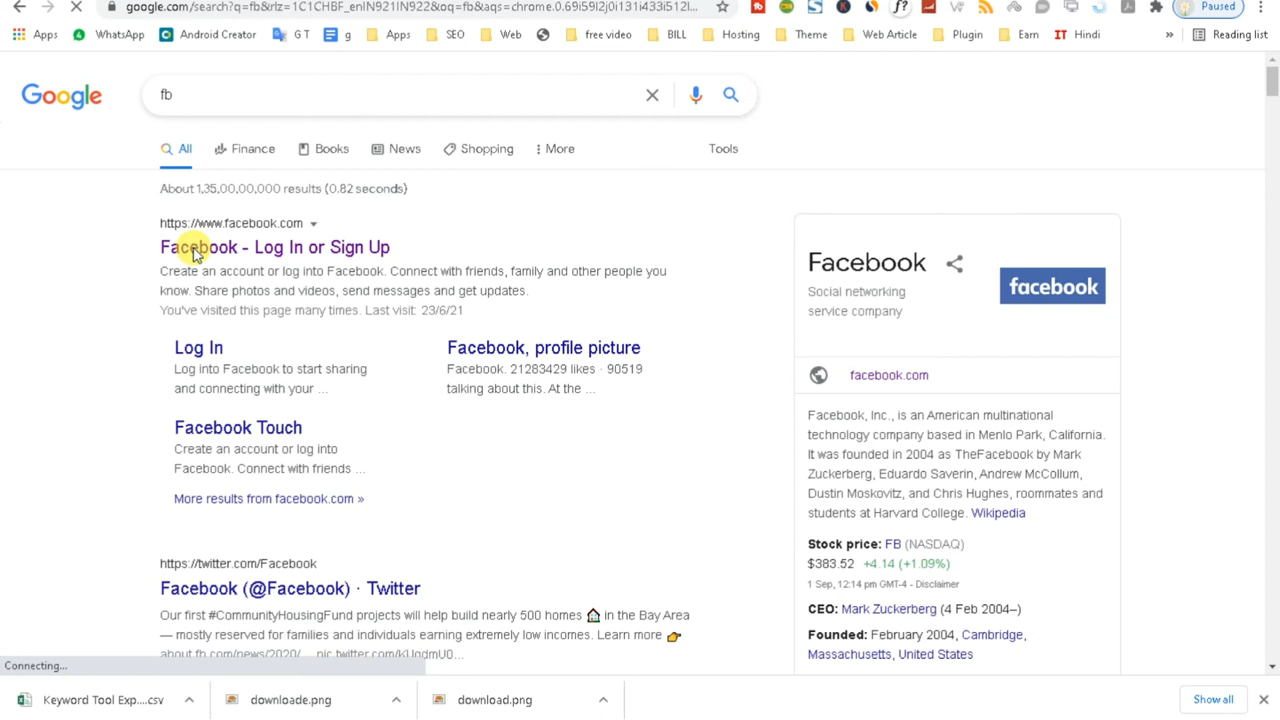 google.com/search?q=fb&rlz=1C1CHBF_enIN921IN922&oq=fb&aqs=chrome.0.69i59l2j0i131i433i512l...
Paused
Apps WhatsApp Android Creator G T g Apps SEO Web free video BILL Hosting Theme Web Article Plugin Earn IT Hindi » Reading list
Google
fb
All Finance Books News Shopping More Tools
About 1,35,00,00,000 results (0.82 seconds)
https://www.facebook.com
Facebook - Log In or Sign Up
Create an account or log into Facebook. Connect with friends, family and other people you
know. Share photos and videos, send messages and get updates.
You've visited this page many times. Last visit: 23/6/21
Log In
Log into Facebook to start sharing
and connecting with your ...
Facebook, profile picture
Facebook. 21283429 likes · 90519
talking about this. At the ...
Facebook Touch
Create an account or log into
Facebook. Connect with friends ...
More results from facebook.com »
https://twitter.com/Facebook
Facebook (@Facebook) · Twitter
Our first #CommunityHousingFund projects will help build nearly 500 homes 🏠 in the Bay Area
— mostly reserved for families and individuals earning extremely low incomes. Learn more 👉
about.fb.com/news/2020/...
Facebook
Social networking
service company
facebook
facebook.com
Facebook, Inc., is an American multinational
technology company based in Menlo Park, California.
It was founded in 2004 as TheFacebook by Mark
Zuckerberg, Eduardo Saverin, Andrew McCollum,
Dustin Moskovitz, and Chris Hughes, roommates and
students at Harvard College. Wikipedia
Stock price: FB (NASDAQ)
$383.52 +4.14 (+1.09%)
1 Sep, 12:14 pm GMT-4 - Disclaimer
CEO: Mark Zuckerberg (4 Feb 2004–)
Founded: February 2004, Cambridge,
Massachusetts, United States
Connecting...
Keyword Tool Exp....csv downloade.png download.png Show all